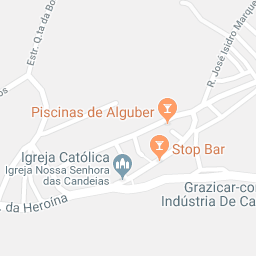 Estr. Q.ta da Bo
R. José Isidro Marque
os
Piscinas de Alguber
Igreja Católica
Igreja Nossa Senhora
das Candeias
Stop Bar
Grazicar-co
Indústria De Ca
. da Heroína